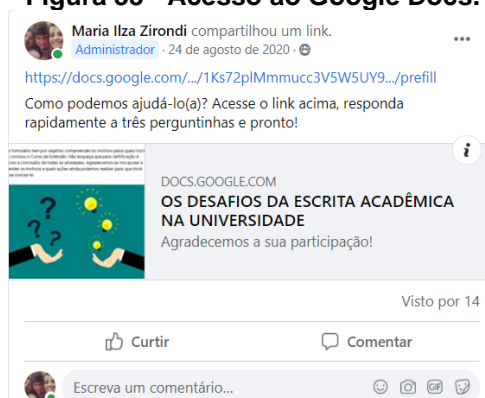 Figura 30 - Acesso ao Google Docs.
Maria Ilza Zirondi compartilhou um link.
Administrador · 24 de agosto de 2020 ·
https://docs.google.com/.../1Ks72plMmmucc3V5W5UY9.../prefill
Como podemos ajudá-lo(a)? Acesse o link acima, responda
rapidamente a três perguntinhas e pronto!
DOCS.GOOGLE.COM
OS DESAFIOS DA ESCRITA ACADÊMICA
NA UNIVERSIDADE
Agradecemos a sua participação!
Visto por 14
Curtir
Comentar
Escreva um comentário...
GIF